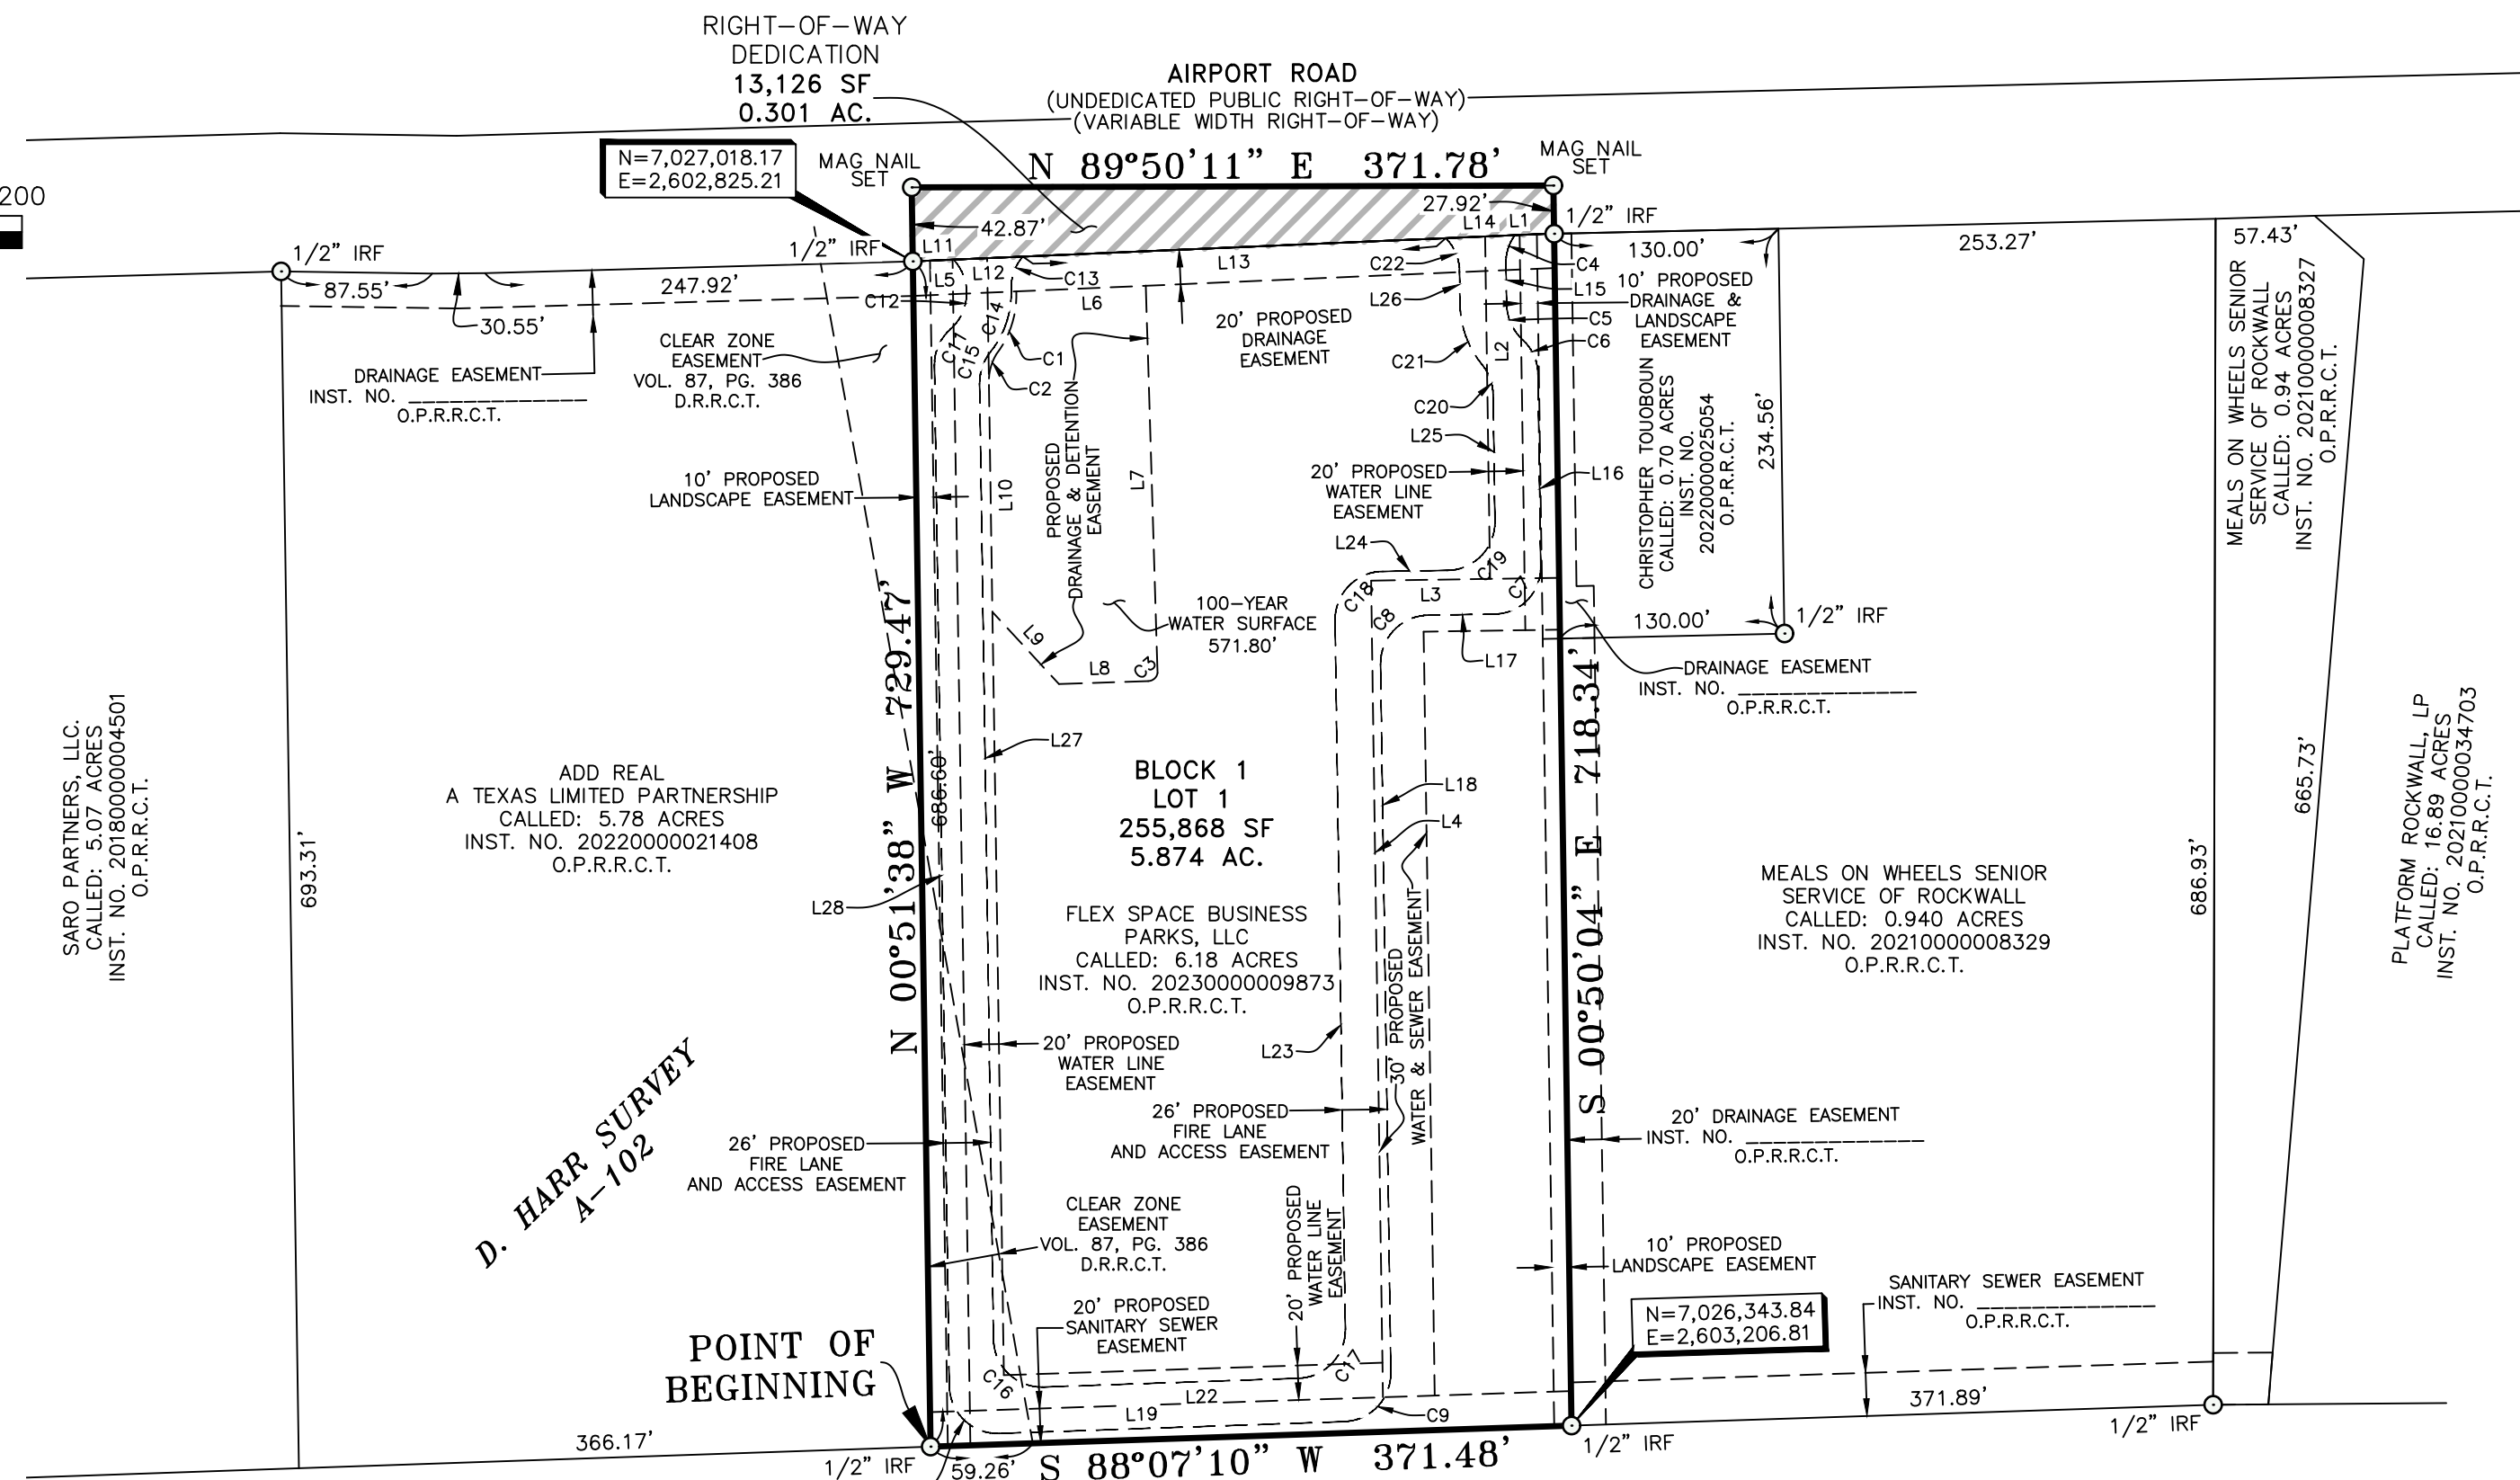 RIGHT-OF-WAY
DEDICATION
13,126 SF
0.301 AC.
AIRPORT ROAD
(UNDEDICATED PUBLIC RIGHT-OF-WAY)
(VARIABLE WIDTH RIGHT-OF-WAY)
200
N=7,027,018.17
E=2,602,825.21
MAG NAIL
SET
N 89°50'11" E 371.78'
MAG NAIL
SET
27.92'
L14
L1
1/2" IRF
42.87'
1/2" IRF
1/2" IRF
L11
L5
L12
C13
L13
C22
C4
130.00'
253.27'
57.43'
87.55'
247.92'
C12
L6
L26
L15
30.55'
10' PROPOSED
DRAINAGE &
LANDSCAPE
EASEMENT
20' PROPOSED
DRAINAGE
EASEMENT
C5
C6
CLEAR ZONE
EASEMENT
VOL. 87, PG. 386
D.R.R.C.T.
C14
C11
C15
C1
C2
C21
L2
DRAINAGE EASEMENT
INST. NO. _____________
O.P.R.R.C.T.
C20
L25
10' PROPOSED
LANDSCAPE EASEMENT
L10
PROPOSED
DRAINAGE & DETENTION
EASEMENT
L7
20' PROPOSED
WATER LINE
EASEMENT
L16
CHRISTOPHER TOUOBOUN
CALLED: 0.70 ACRES
INST. NO.
20220000025054
O.P.R.R.C.T.
234.56'
MEALS ON WHEELS SENIOR
SERVICE OF ROCKWALL
CALLED: 0.94 ACRES
INST. NO. 20210000008327
O.P.R.R.C.T.
L24
C19
C18
L3
C7
C8
100-YEAR
WATER SURFACE
571.80'
L9
L8
C3
L17
130.00'
1/2" IRF
DRAINAGE EASEMENT
INST. NO. _____________
O.P.R.R.C.T.
SARO PARTNERS, LLC.
CALLED: 5.07 ACRES
INST. NO. 20180000004501
O.P.R.R.C.T.
693.31'
ADD REAL
A TEXAS LIMITED PARTNERSHIP
CALLED: 5.78 ACRES
INST. NO. 20220000021408
O.P.R.R.C.T.
N 00°51'38" W 729.47'
686.60'
L27
L28
BLOCK 1
LOT 1
255,868 SF
5.874 AC.
FLEX SPACE BUSINESS
PARKS, LLC
CALLED: 6.18 ACRES
INST. NO. 20230000009873
O.P.R.R.C.T.
L18
L4
S 00°50'04" E 718.34'
MEALS ON WHEELS SENIOR
SERVICE OF ROCKWALL
CALLED: 0.940 ACRES
INST. NO. 20210000008329
O.P.R.R.C.T.
686.93'
665.73'
PLATFORM ROCKWALL, LP
CALLED: 16.89 ACRES
INST. NO. 20210000034703
O.P.R.R.C.T.
D. HARR SURVEY
A-102
20' PROPOSED
WATER LINE
EASEMENT
L23
30' PROPOSED
WATER & SEWER EASEMENT
26' PROPOSED
FIRE LANE
AND ACCESS EASEMENT
26' PROPOSED
FIRE LANE
AND ACCESS EASEMENT
20' DRAINAGE EASEMENT
INST. NO. _____________
O.P.R.R.C.T.
CLEAR ZONE
EASEMENT
VOL. 87, PG. 386
D.R.R.C.T.
20' PROPOSED
WATER LINE
EASEMENT
10' PROPOSED
LANDSCAPE EASEMENT
SANITARY SEWER EASEMENT
INST. NO. _____________
O.P.R.R.C.T.
20' PROPOSED
SANITARY SEWER
EASEMENT
N=7,026,343.84
E=2,603,206.81
POINT OF
BEGINNING
C16
C17
L22
L19
C9
371.89'
1/2" IRF
366.17'
1/2" IRF
59.26'
S 88°07'10" W 371.48'
1/2" IRF